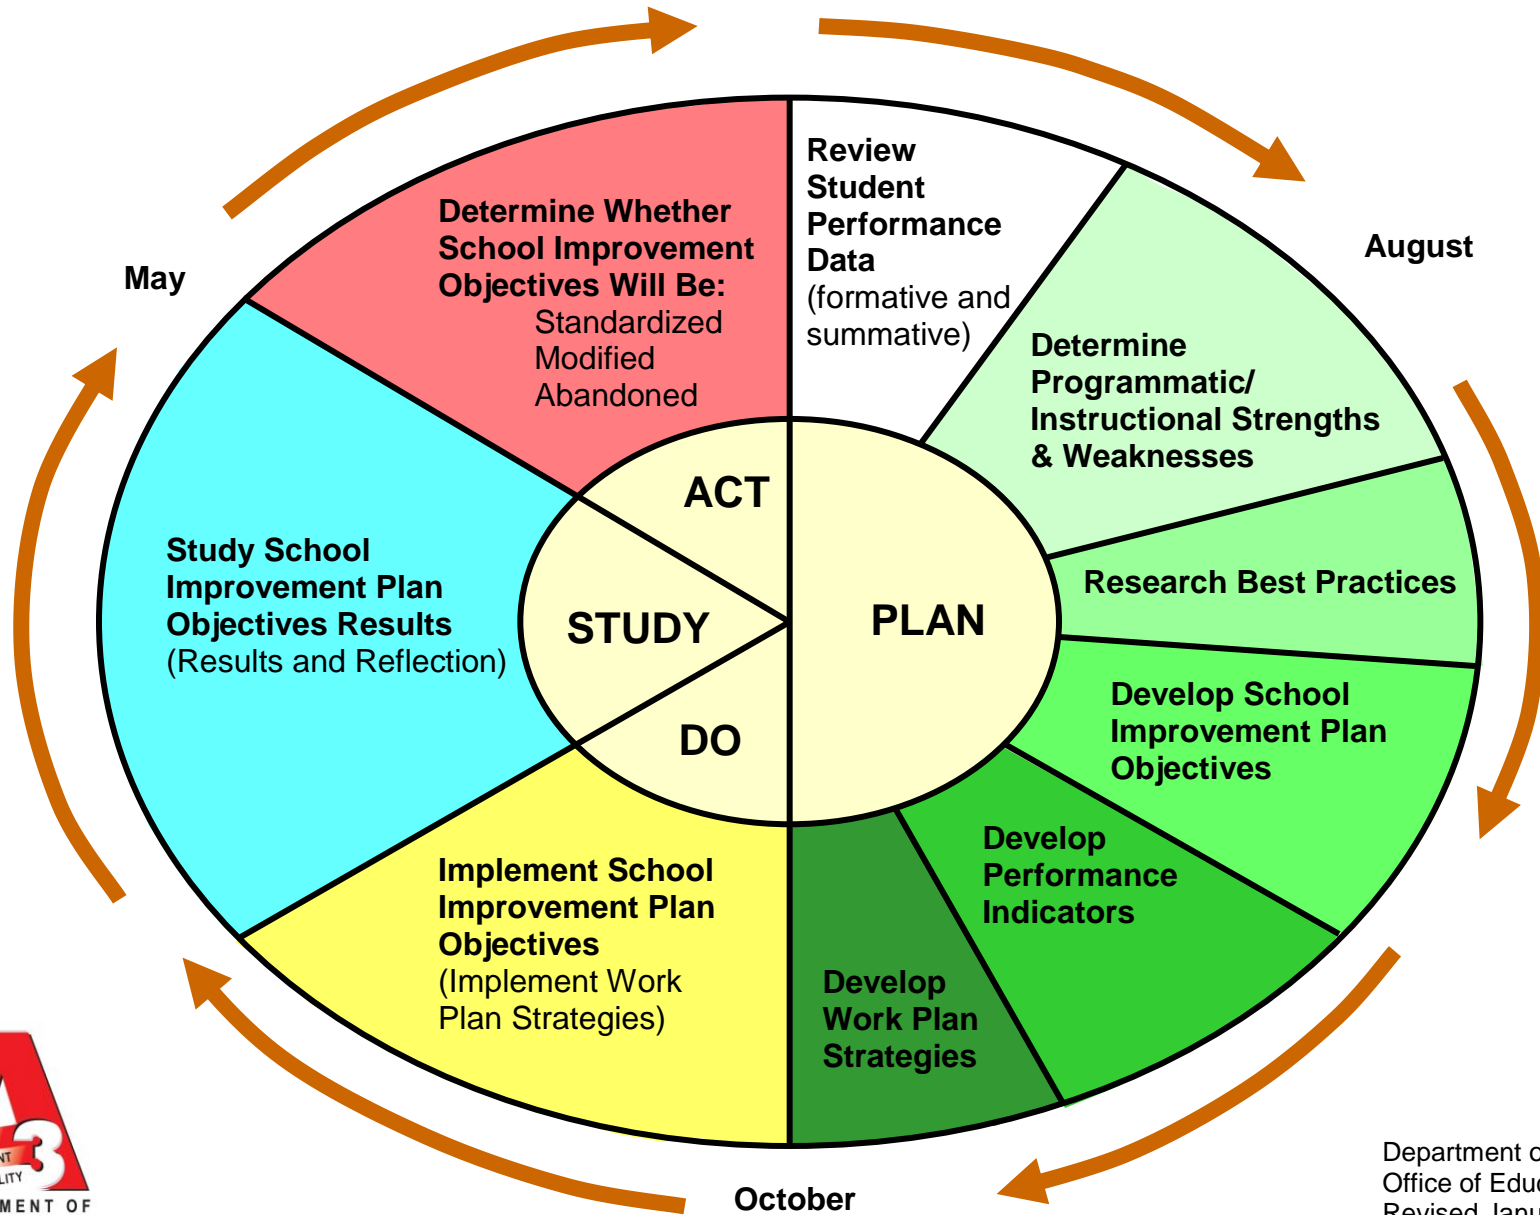 May
August
Determine Whether
School Improvement
Objectives Will Be:
Standardized
Modified
Abandoned
Review
Student
Performance
Data
(formative and
summative)
Determine
Programmatic/
Instructional Strengths
& Weaknesses
Research Best Practices
Develop School
Improvement Plan
Objectives
Develop
Performance
Indicators
Develop
Work Plan
Strategies
Implement School
Improvement Plan
Objectives
(Implement Work
Plan Strategies)
Study School
Improvement Plan
Objectives Results
(Results and Reflection)
ACT
STUDY
DO
PLAN
October
3
OF
Department
Office of
Revised